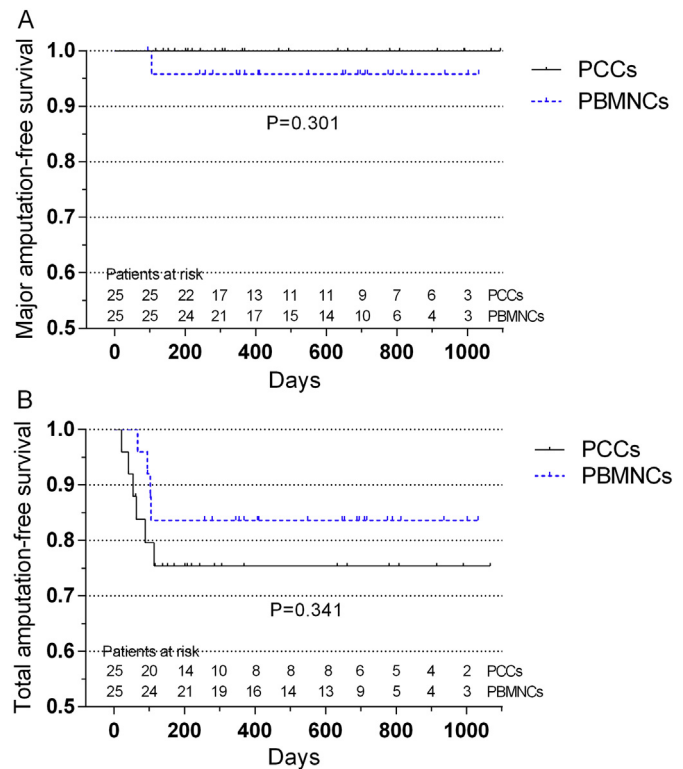 A
Major amputation-free survival
1.0
0.9
0.8
0.7
0.6
0.5
PCCs
PBMNCs
P=0.301
Patients at risk
25 25 22 17 13 11 11 9 7 6 3 PCCs
25 25 24 21 17 15 14 10 6 4 3 PBMNCs
0 200 400 600 800 1000
Days
B
Total amputation-free survival
1.0
0.9
0.8
0.7
0.6
0.5
PCCs
PBMNCs
P=0.341
Patients at risk
25 20 14 10 8 8 8 6 5 4 2 PCCs
25 24 21 19 16 14 13 9 5 4 3 PBMNCs
0 200 400 600 800 1000
Days